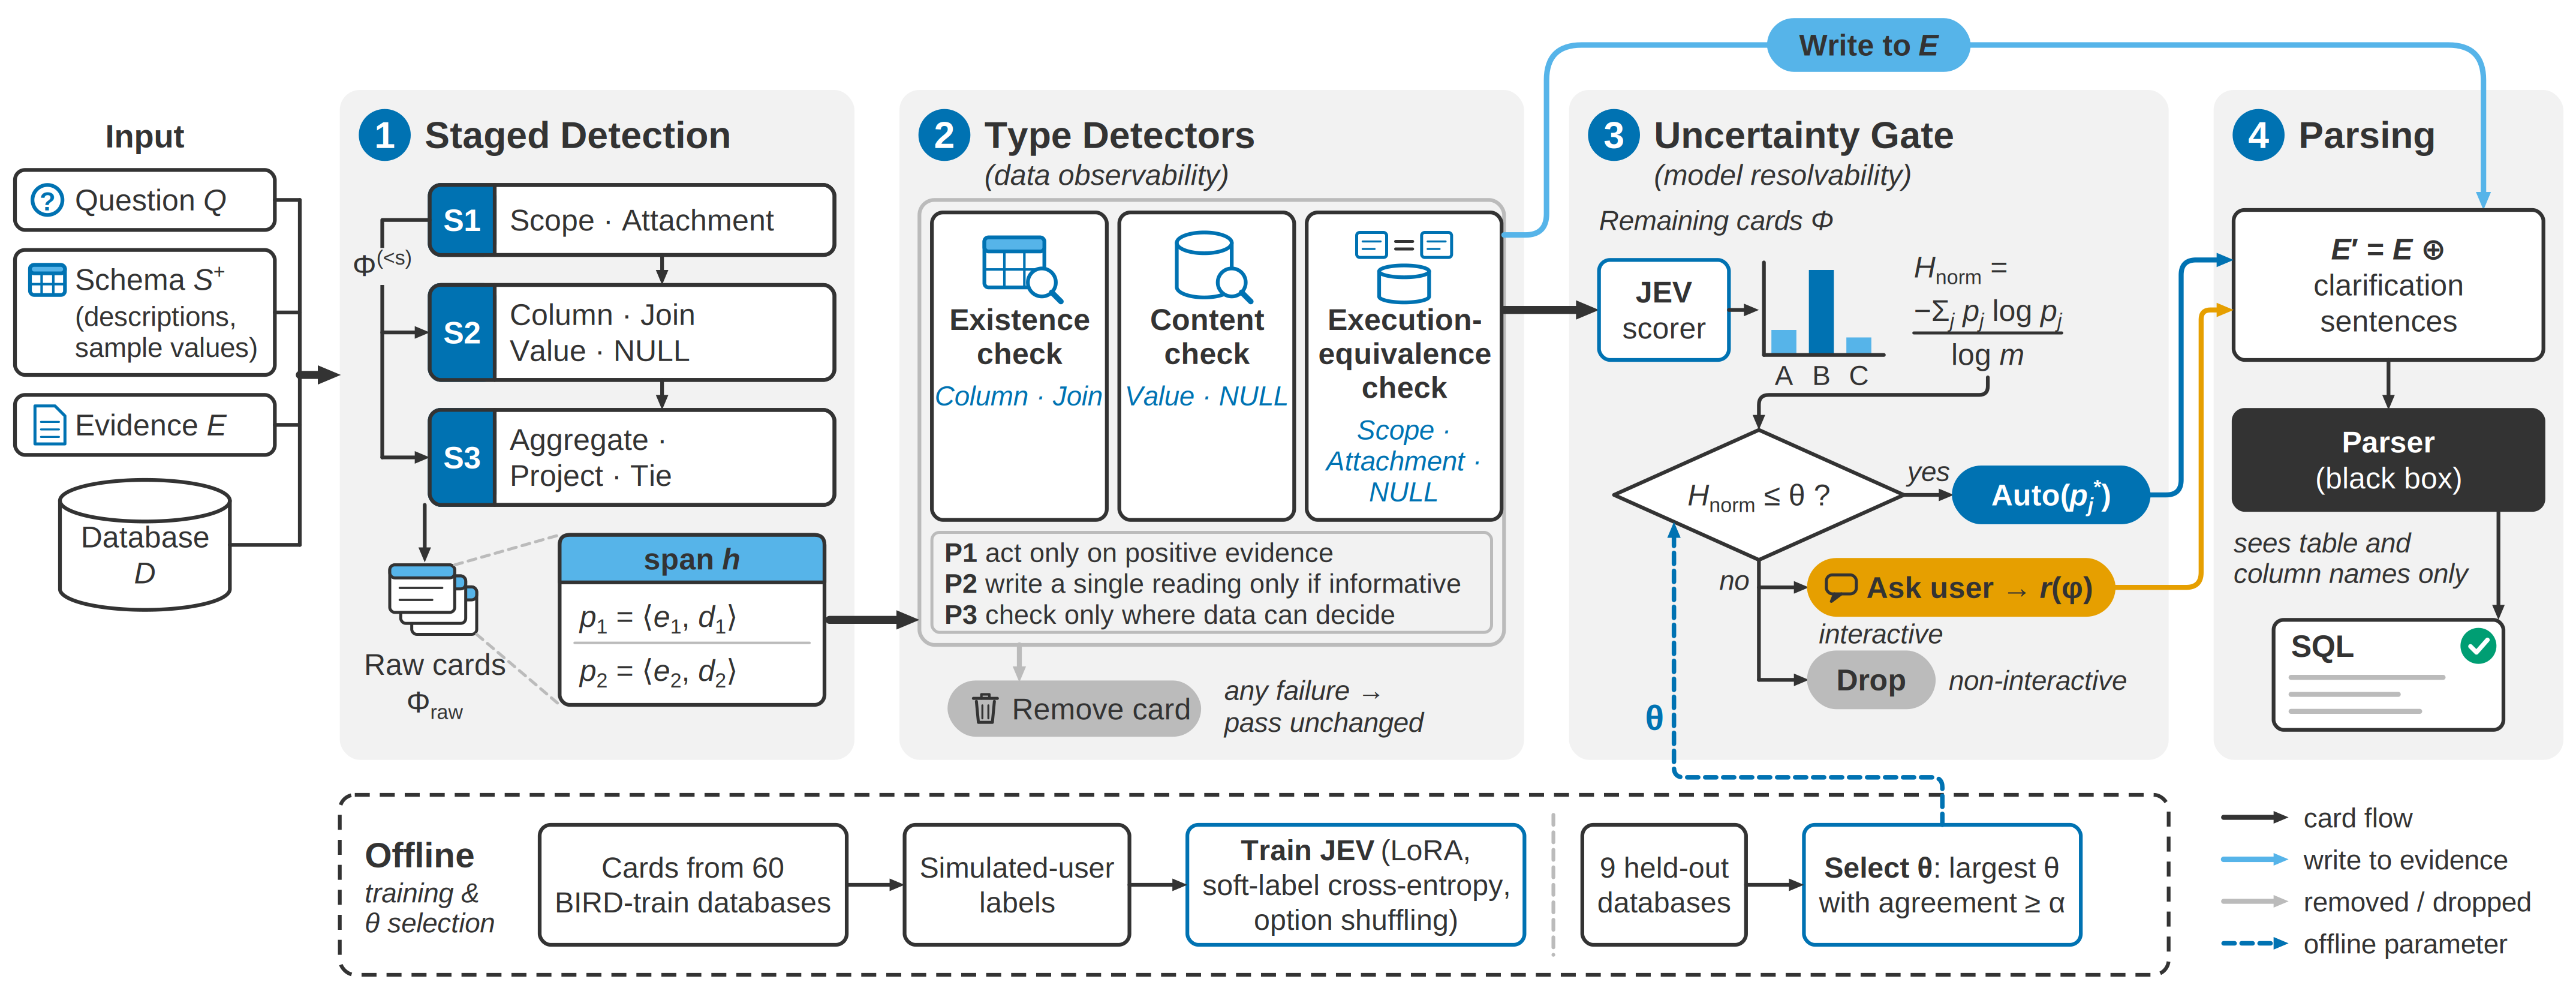 Write to E
Input
? Question Q
Schema S+
(descriptions,
sample values)
Evidence E
Database
D
1 Staged Detection
S1 Scope · Attachment
Φ(<s)
S2 Column · Join
Value · NULL
S3 Aggregate ·
Project · Tie
Raw cards
Φraw
span h
p1 = ⟨e1, d1⟩
p2 = ⟨e2, d2⟩
2 Type Detectors
(data observability)
Existence
check
Column · Join
Content
check
Value · NULL
Execution-
equivalence
check
Scope ·
Attachment ·
NULL
P1 act only on positive evidence
P2 write a single reading only if informative
P3 check only where data can decide
Remove card
any failure →
pass unchanged
3 Uncertainty Gate
(model resolvability)
Remaining cards Φ
JEV
scorer
A B C
Hnorm =
−Σj pj log pj
log m
Hnorm ≤ θ ?
yes
Auto(pj*)
no
Ask user → r(φ)
interactive
Drop
non-interactive
θ
4 Parsing
E′ = E ⊕
clarification
sentences
Parser
(black box)
sees table and
column names only
SQL
Offline
training &
θ selection
Cards from 60
BIRD-train databases
Simulated-user
labels
Train JEV (LoRA,
soft-label cross-entropy,
option shuffling)
9 held-out
databases
Select θ: largest θ
with agreement ≥ α
card flow
write to evidence
removed / dropped
offline parameter